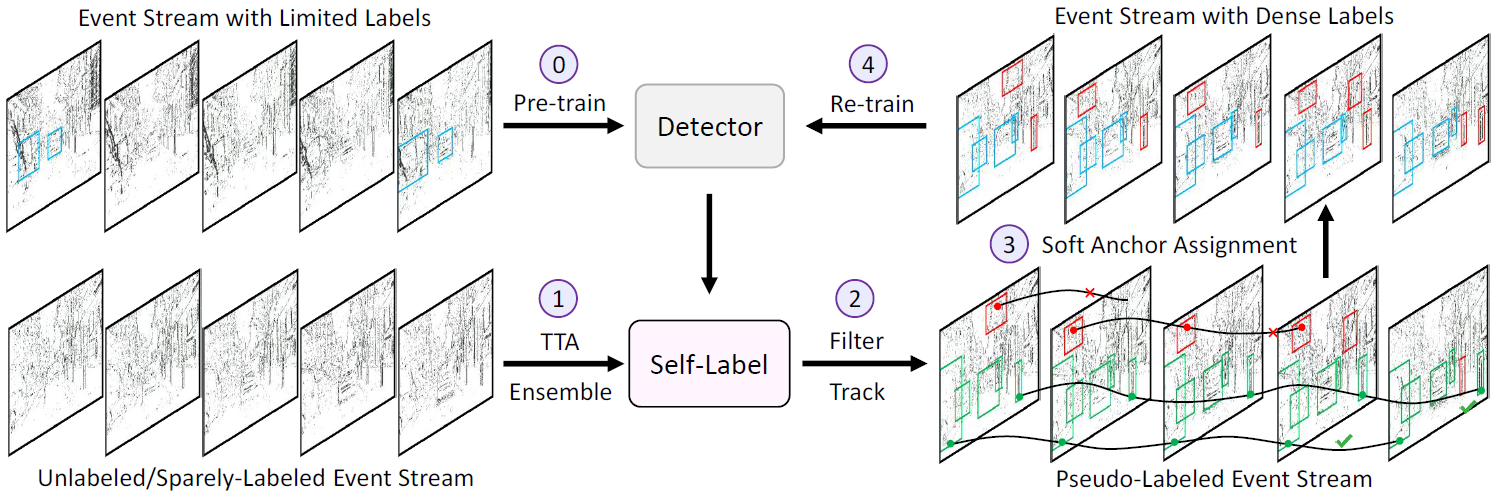 Event Stream with Limited Labels
0
Pre-train
Detector
4
Re-train
Event Stream with Dense Labels
1
TTA
Ensemble
Self-Label
2
Filter
Track
3
Soft Anchor Assignment
Unlabeled/Sparely-Labeled Event Stream
Pseudo-Labeled Event Stream